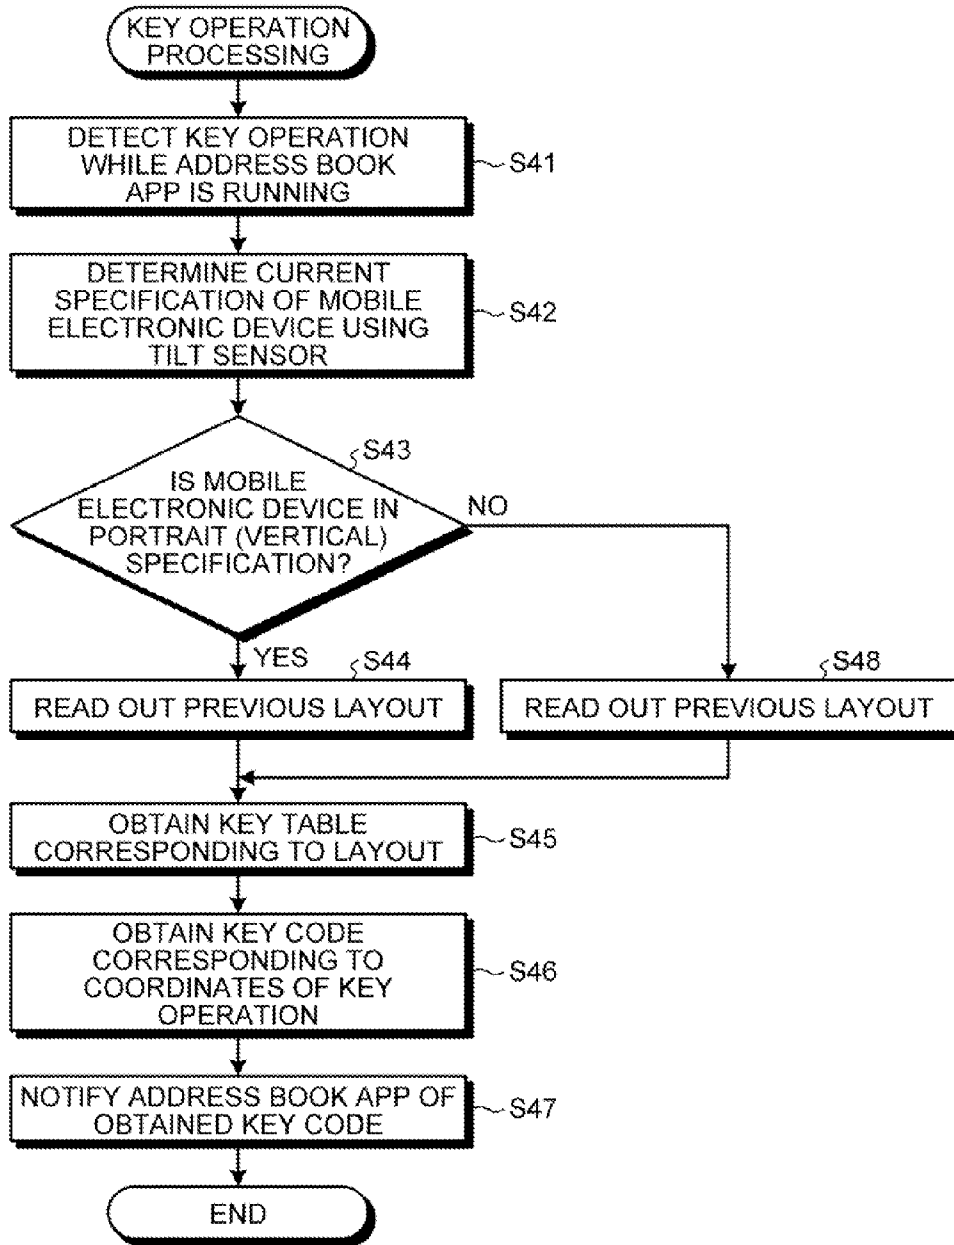 KEY OPERATION
PROCESSING
DETECT KEY OPERATION
WHILE ADDRESS BOOK
APP IS RUNNING
S41
DETERMINE CURRENT
SPECIFICATION OF MOBILE
ELECTRONIC DEVICE USING
TILT SENSOR
S42
S43
IS MOBILE
ELECTRONIC DEVICE IN
PORTRAIT (VERTICAL)
SPECIFICATION?
NO
YES
S44
READ OUT PREVIOUS LAYOUT
S48
READ OUT PREVIOUS LAYOUT
OBTAIN KEY TABLE
CORRESPONDING TO LAYOUT
S45
OBTAIN KEY CODE
CORRESPONDING TO
COORDINATES OF KEY
OPERATION
S46
NOTIFY ADDRESS BOOK APP OF
OBTAINED KEY CODE
S47
END